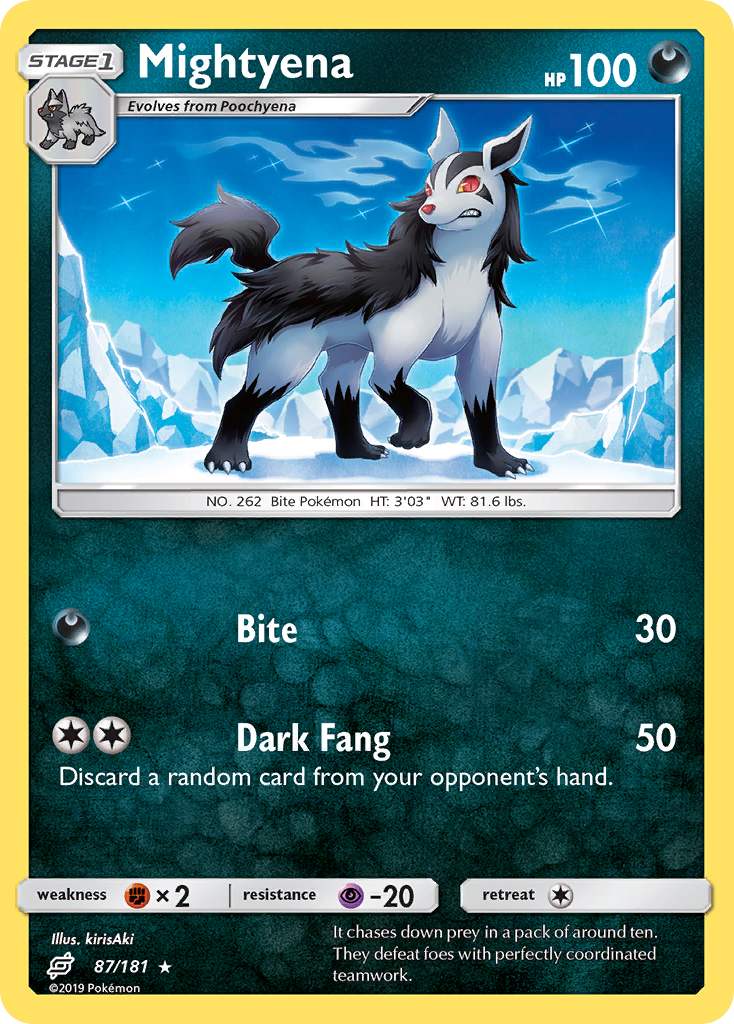 STAGE1
Mightyena
HP 100
Evolves from Poochyena
NO. 262 Bite Pokémon HT: 3'03" WT: 81.6 lbs.
Bite 30
Dark Fang 50
Discard a random card from your opponent's hand.
weakness ×2 resistance -20 retreat
Illus. kirisAki
87/181 ★
©2019 Pokémon
It chases down prey in a pack of around ten.
They defeat foes with perfectly coordinated
teamwork.